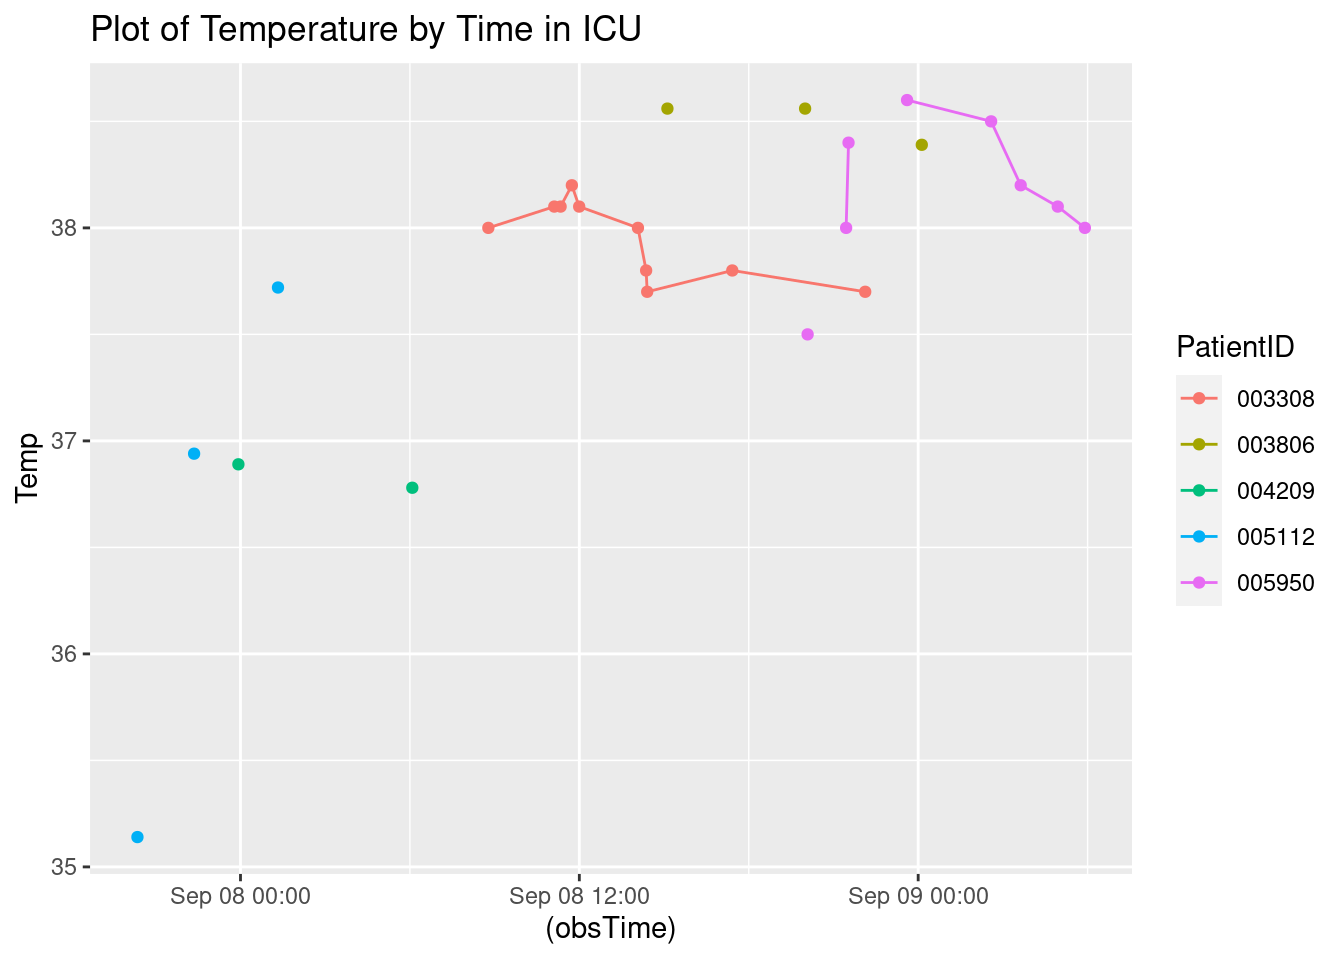 Plot of Temperature by Time in ICU
Temp
38
37
36
35
Sep 08 00:00
Sep 08 12:00
Sep 09 00:00
(obsTime)
PatientID
003308
003806
004209
005112
005950